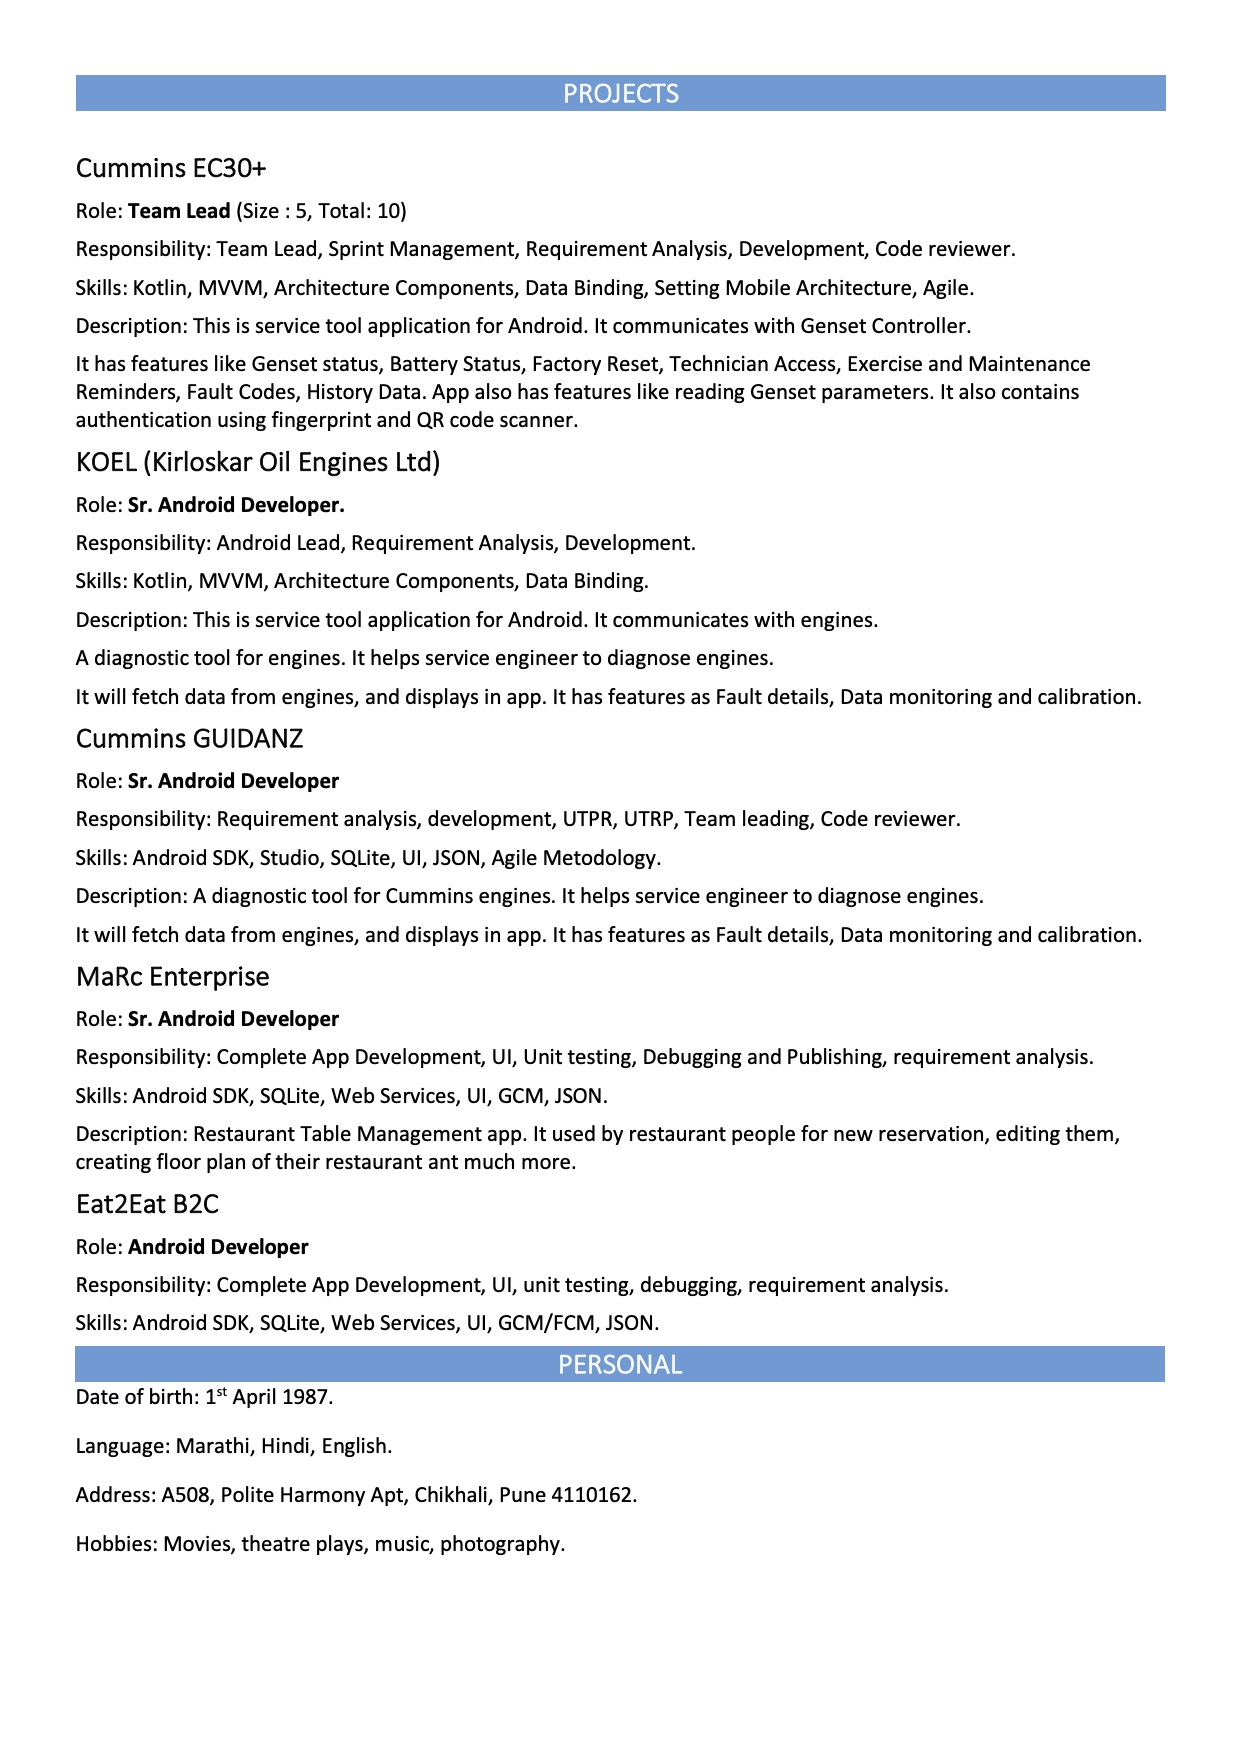 PROJECTS
Cummins EC30+
Role: Team Lead (Size : 5, Total: 10)
Responsibility: Team Lead, Sprint Management, Requirement Analysis, Development, Code reviewer.
Skills: Kotlin, MVVM, Architecture Components, Data Binding, Setting Mobile Architecture, Agile.
Description: This is service tool application for Android. It communicates with Genset Controller.
It has features like Genset status, Battery Status, Factory Reset, Technician Access, Exercise and Maintenance
Reminders, Fault Codes, History Data. App also has features like reading Genset parameters. It also contains
authentication using fingerprint and QR code scanner.
KOEL (Kirloskar Oil Engines Ltd)
Role: Sr. Android Developer.
Responsibility: Android Lead, Requirement Analysis, Development.
Skills: Kotlin, MVVM, Architecture Components, Data Binding.
Description: This is service tool application for Android. It communicates with engines.
A diagnostic tool for engines. It helps service engineer to diagnose engines.
It will fetch data from engines, and displays in app. It has features as Fault details, Data monitoring and calibration.
Cummins GUIDANZ
Role: Sr. Android Developer
Responsibility: Requirement analysis, development, UTPR, UTRP, Team leading, Code reviewer.
Skills: Android SDK, Studio, SQLite, UI, JSON, Agile Metodology.
Description: A diagnostic tool for Cummins engines. It helps service engineer to diagnose engines.
It will fetch data from engines, and displays in app. It has features as Fault details, Data monitoring and calibration.
MaRc Enterprise
Role: Sr. Android Developer
Responsibility: Complete App Development, UI, Unit testing, Debugging and Publishing, requirement analysis.
Skills: Android SDK, SQLite, Web Services, UI, GCM, JSON.
Description: Restaurant Table Management app. It used by restaurant people for new reservation, editing them,
creating floor plan of their restaurant ant much more.
Eat2Eat B2C
Role: Android Developer
Responsibility: Complete App Development, UI, unit testing, debugging, requirement analysis.
Skills: Android SDK, SQLite, Web Services, UI, GCM/FCM, JSON.
PERSONAL
Date of birth: 1st April 1987.
Language: Marathi, Hindi, English.
Address: A508, Polite Harmony Apt, Chikhali, Pune 4110162.
Hobbies: Movies, theatre plays, music, photography.